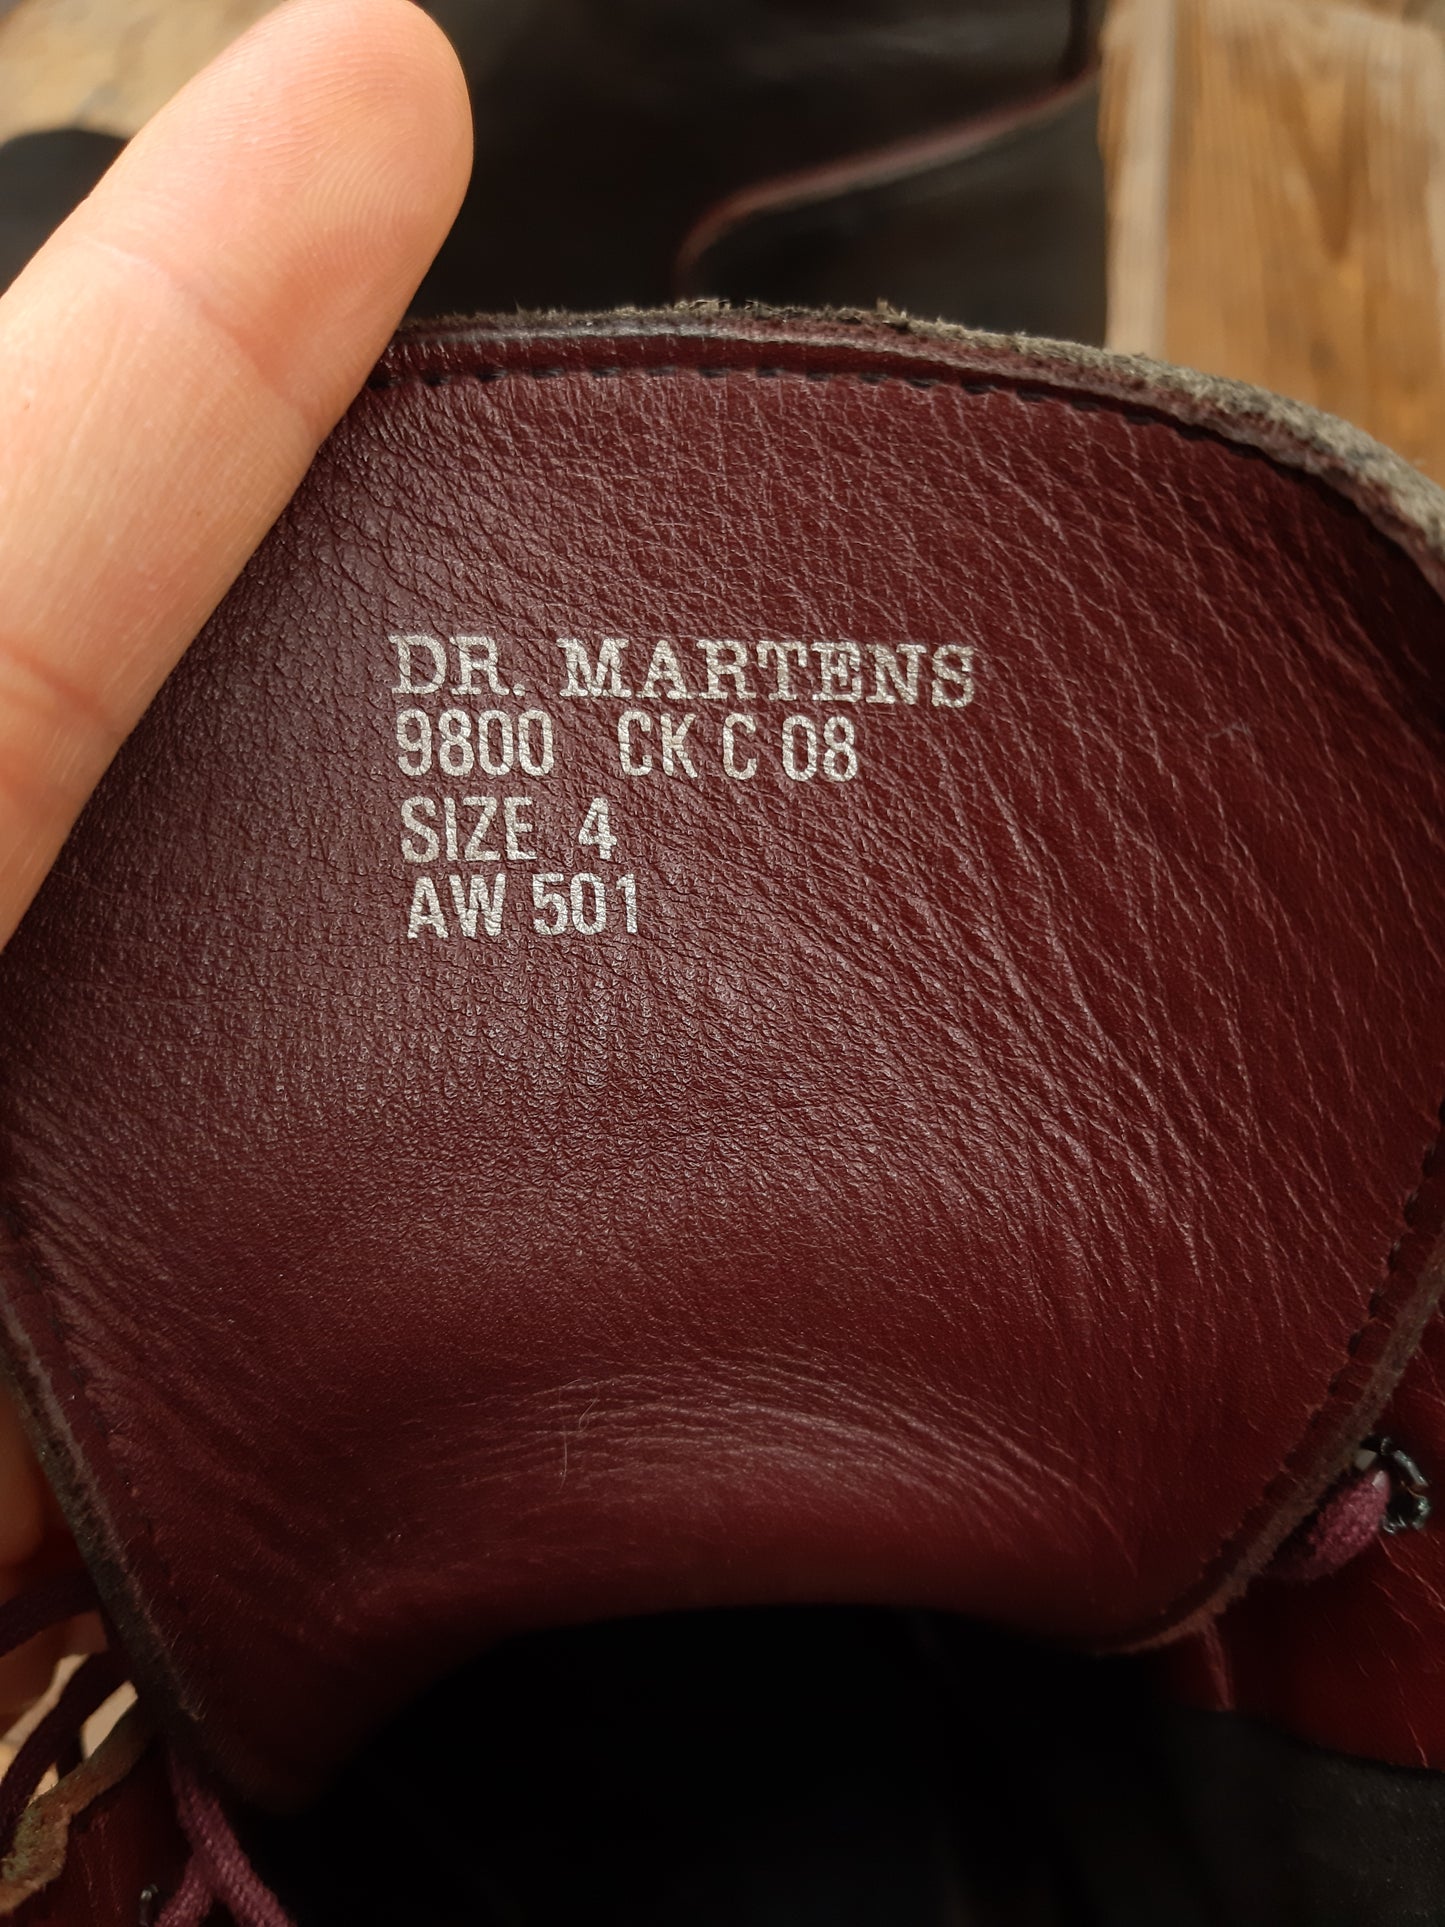 DR. MARTENS
9800 CK C 08
SIZE 4
AW 501